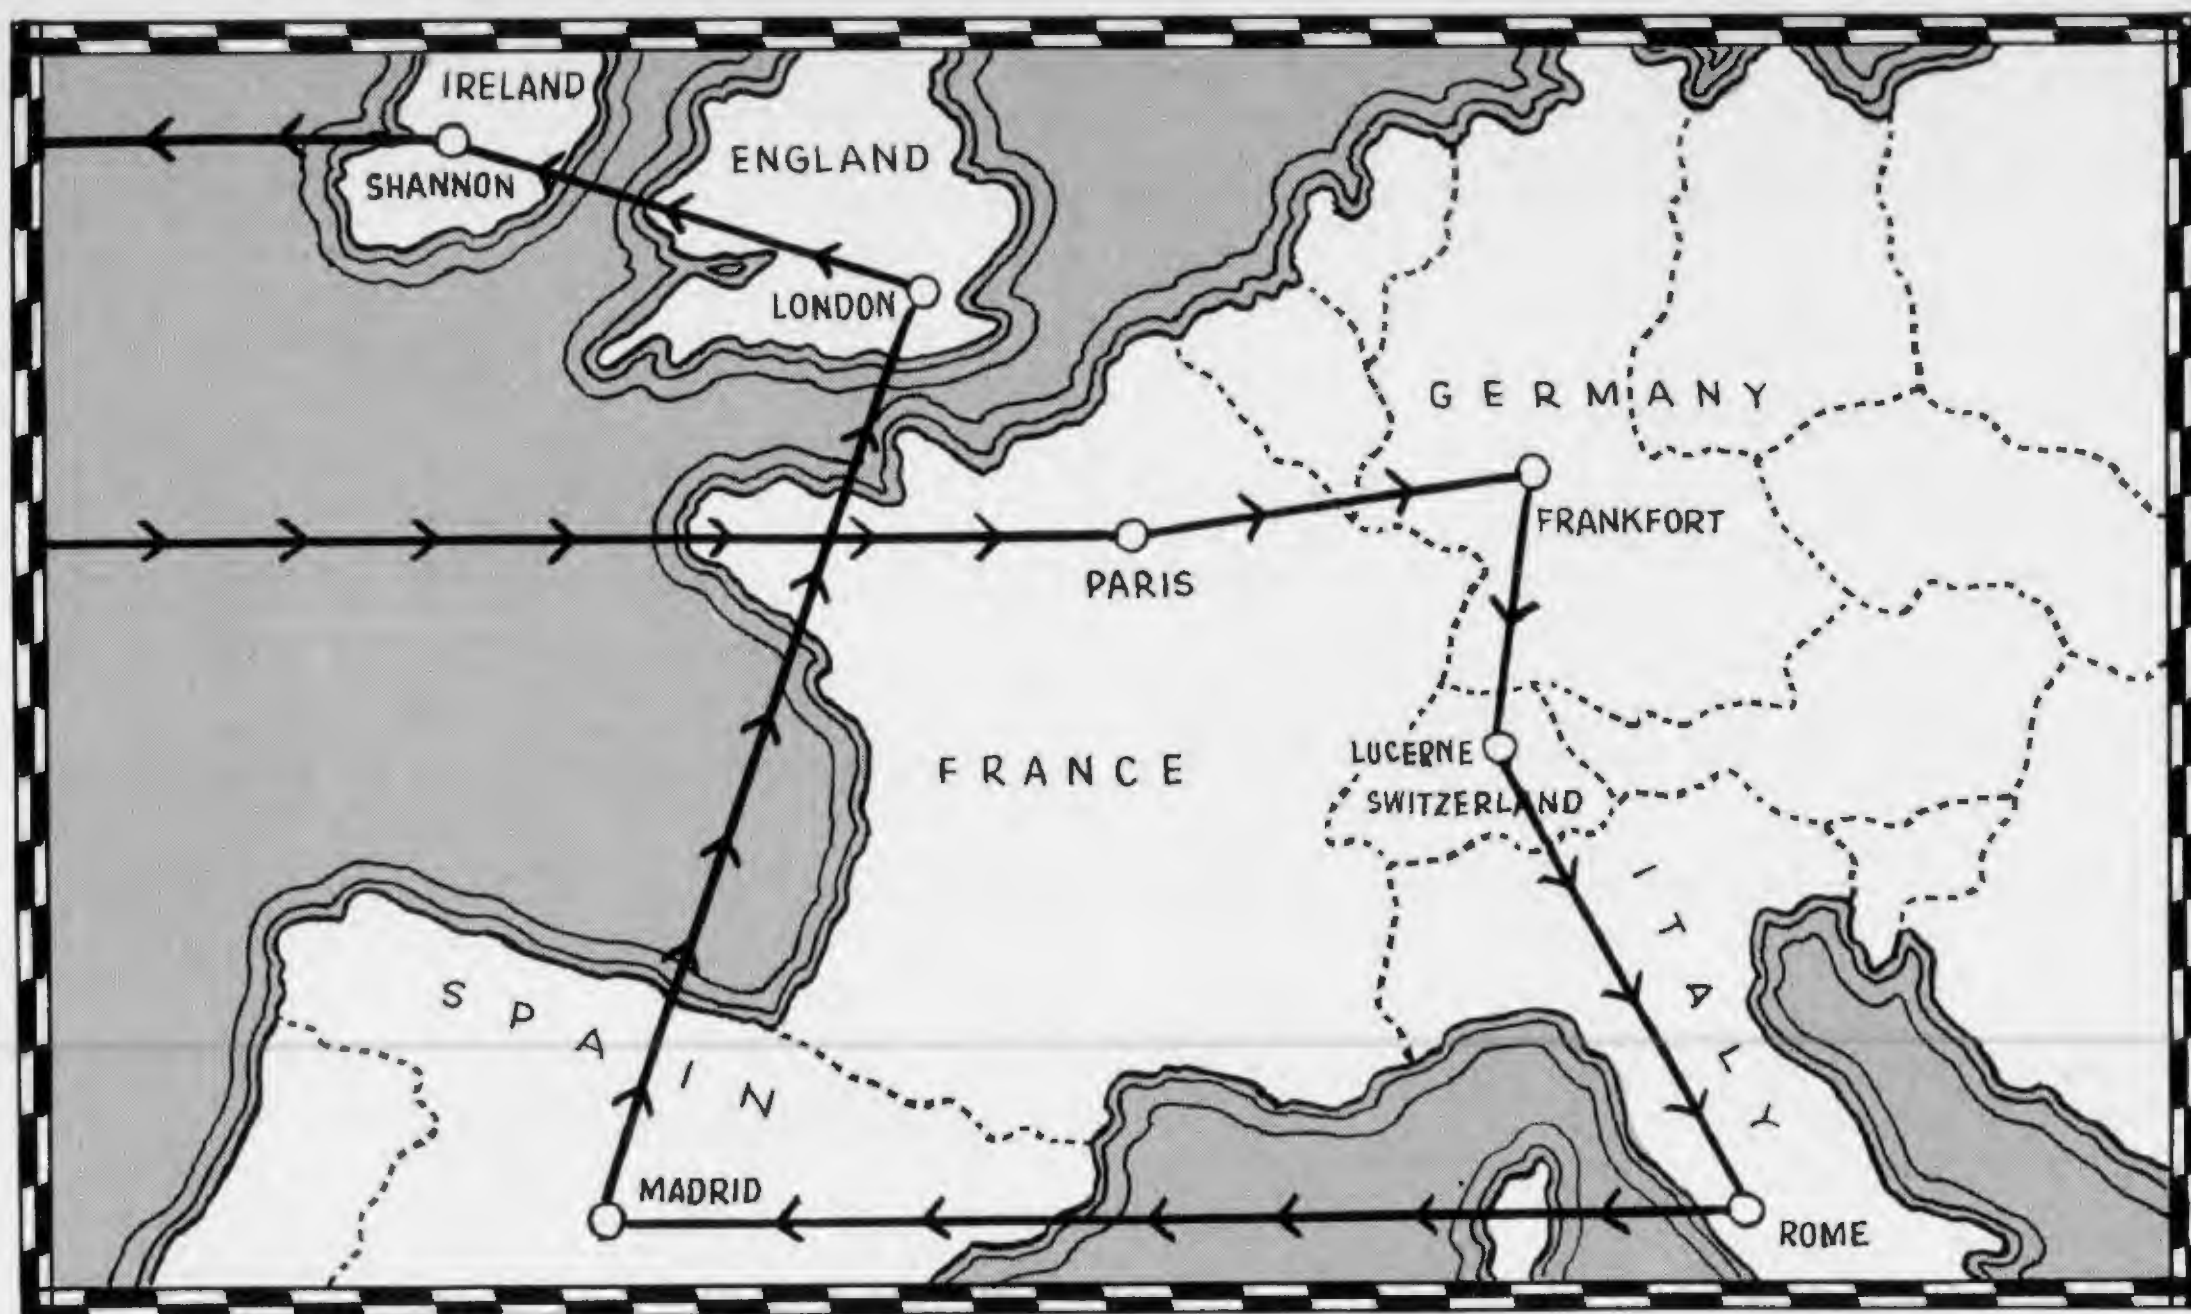 IRELAND
ENGLAND
SHANNON
LONDON
GERMANY
FRANKFORT
PARIS
FRANCE
LUCERNE
SWITZERLAND
ITALY
SPAIN
MADRID
ROME